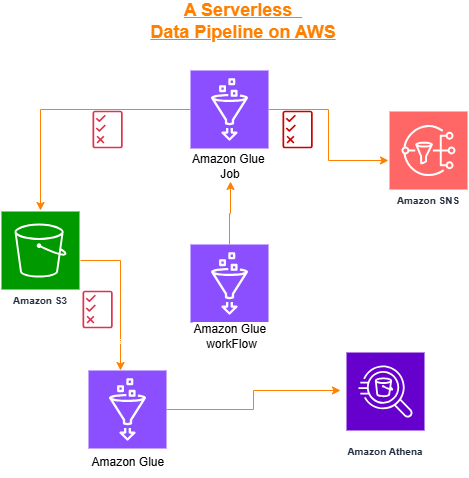 A Serverless
Data Pipeline on AWS
Amazon Glue
Job
Amazon SNS
Amazon S3
Amazon Glue
workFlow
Amazon Glue
Amazon Athena